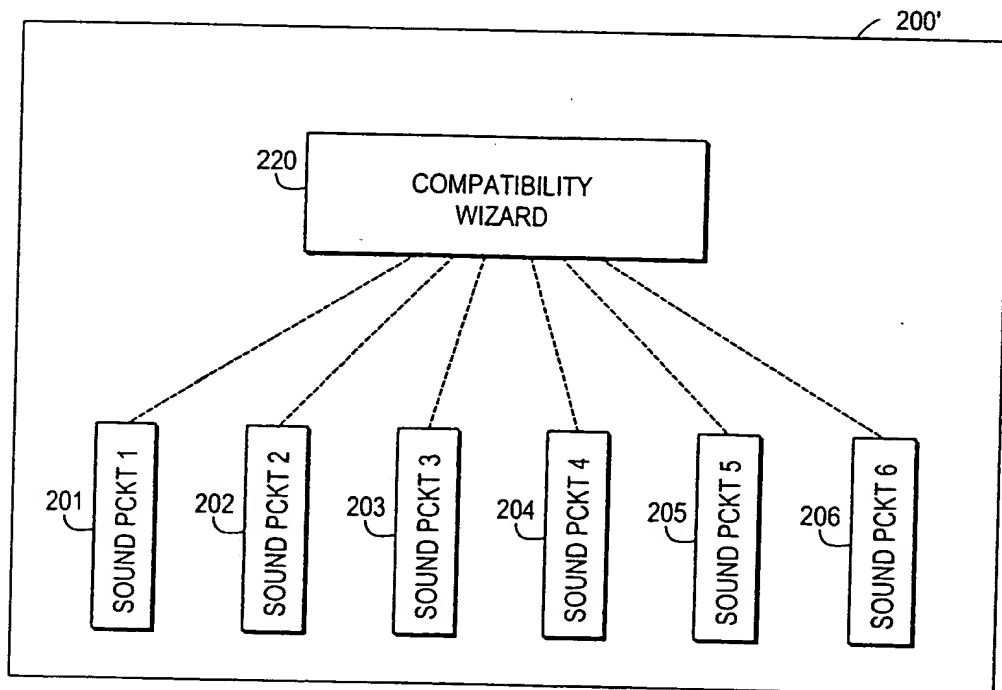 200'
220
COMPATIBILITY
WIZARD
201
SOUND PCKT 1
202
SOUND PCKT 2
203
SOUND PCKT 3
204
SOUND PCKT 4
205
SOUND PCKT 5
206
SOUND PCKT 6